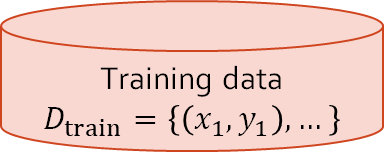 Training data
D_train = {(x_1, y_1), … }